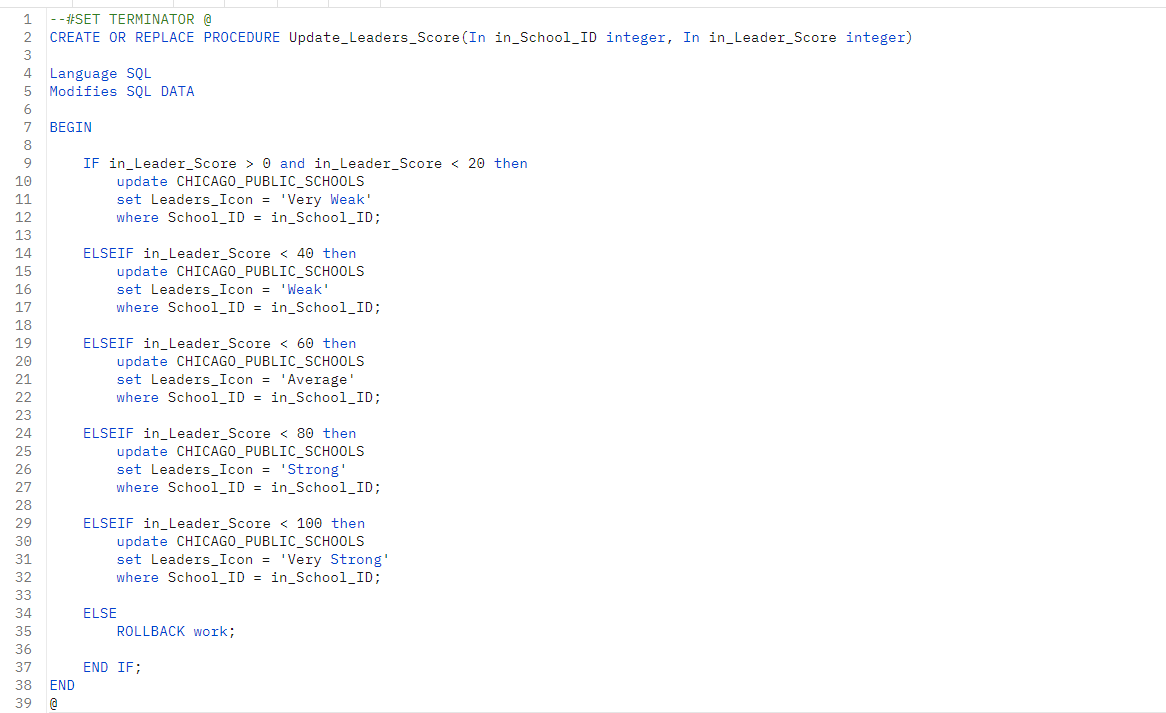 1 --#SET TERMINATOR @
2 CREATE OR REPLACE PROCEDURE Update_Leaders_Score(In in_School_ID integer, In in_Leader_Score integer)
3
4 Language SQL
5 Modifies SQL DATA
6
7 BEGIN
8
9 IF in_Leader_Score > 0 and in_Leader_Score < 20 then
10 update CHICAGO_PUBLIC_SCHOOLS
11 set Leaders_Icon = 'Very Weak'
12 where School_ID = in_School_ID;
13
14 ELSEIF in_Leader_Score < 40 then
15 update CHICAGO_PUBLIC_SCHOOLS
16 set Leaders_Icon = 'Weak'
17 where School_ID = in_School_ID;
18
19 ELSEIF in_Leader_Score < 60 then
20 update CHICAGO_PUBLIC_SCHOOLS
21 set Leaders_Icon = 'Average'
22 where School_ID = in_School_ID;
23
24 ELSEIF in_Leader_Score < 80 then
25 update CHICAGO_PUBLIC_SCHOOLS
26 set Leaders_Icon = 'Strong'
27 where School_ID = in_School_ID;
28
29 ELSEIF in_Leader_Score < 100 then
30 update CHICAGO_PUBLIC_SCHOOLS
31 set Leaders_Icon = 'Very Strong'
32 where School_ID = in_School_ID;
33
34 ELSE
35 ROLLBACK work;
36
37 END IF;
38 END
39 @